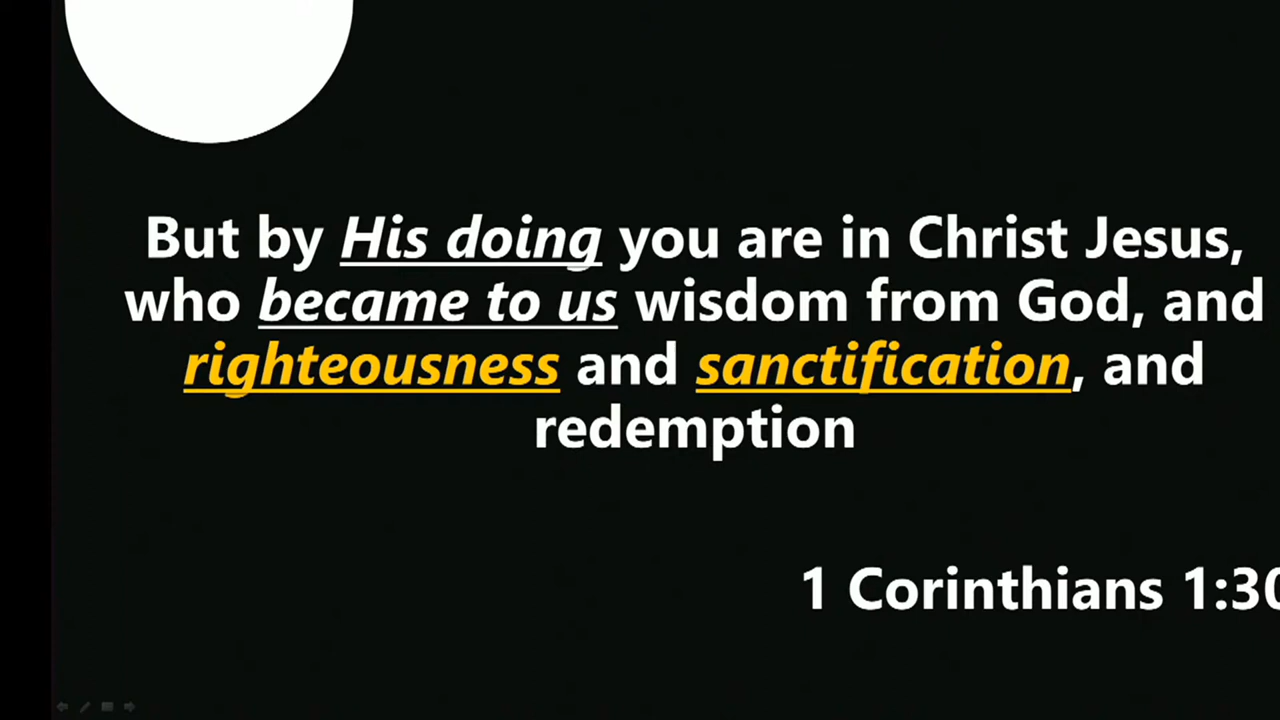 But by His doing you are in Christ Jesus,
who became to us wisdom from God, and
righteousness and sanctification, and
redemption
1 Corinthians 1:30